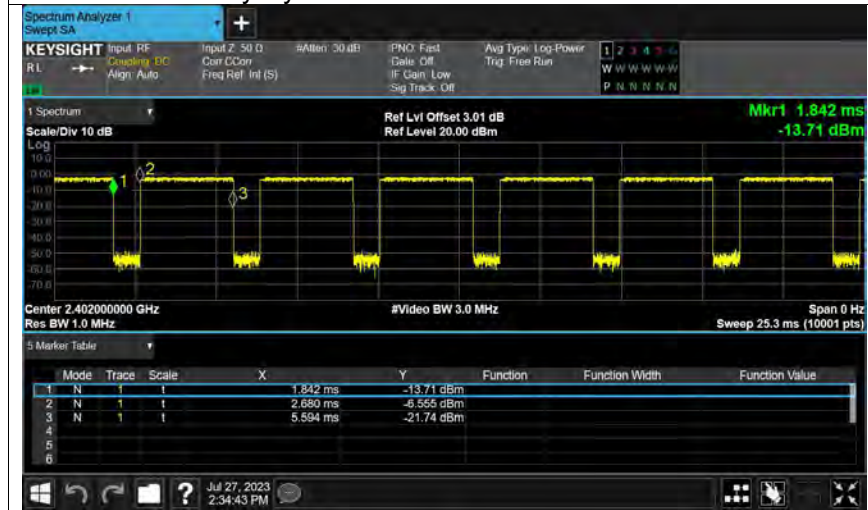 Spectrum Analyzer 1
Swept SA
+
KEYSIGHT Input: RF Input Z: 50 Ω #Atten: 30 dB PNO: Fast Avg Type: Log-Power 1 2 3 4 5 6
RL Coupling: DC Corr CCorr Gate: Off Trig: Free Run W W W W W W
Align: Auto Freq Ref: Int (S) IF Gain: Low P N N N N N
Sig Track: Off
1 Spectrum Ref Lvl Offset 3.01 dB Mkr1 1.842 ms
Scale/Div 10 dB Ref Level 20.00 dBm -13.71 dBm
Log
10.0
0.00
-10.0
-20.0
-30.0
-40.0
-50.0
-60.0
-70.0
1
2
3
Center 2.402000000 GHz #Video BW 3.0 MHz Span 0 Hz
Res BW 1.0 MHz Sweep 25.3 ms (10001 pts)
5 Marker Table
Mode Trace Scale X Y Function Function Width Function Value
1 N 1 t 1.842 ms -13.71 dBm
2 N 1 t 2.680 ms -6.555 dBm
3 N 1 t 5.594 ms -21.74 dBm
4
5
6
? Jul 27, 2023
2:34:43 PM